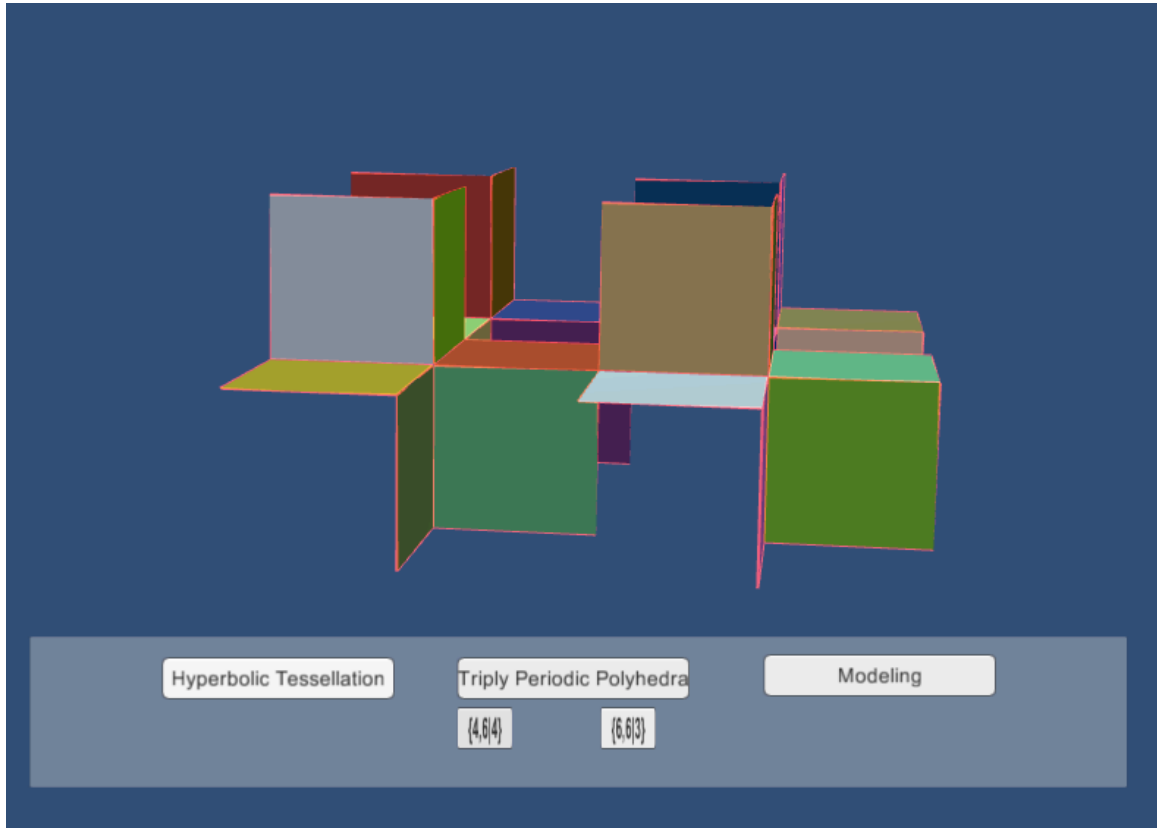 Hyperbolic Tessellation
Triply Periodic Polyhedra
Modeling
{4,6|4}
{6,6|3}